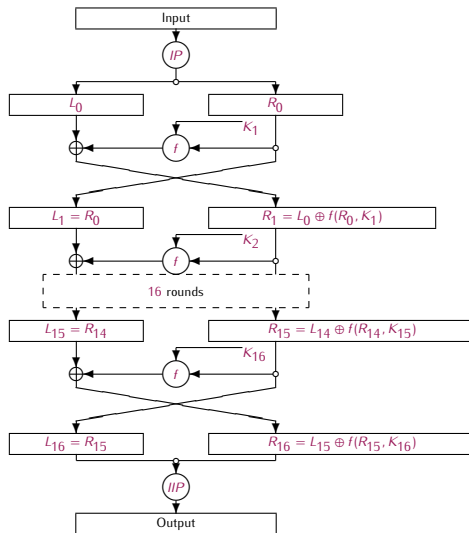 Input
IP
L₀ R₀
K₁
f
L₁ = R₀ R₁ = L₀ ⊕ f(R₀, K₁)
K₂
f
16 rounds
L₁₅ = R₁₄ R₁₅ = L₁₄ ⊕ f(R₁₄, K₁₅)
K₁₆
f
L₁₆ = R₁₅ R₁₆ = L₁₅ ⊕ f(R₁₅, K₁₆)
IIP
Output